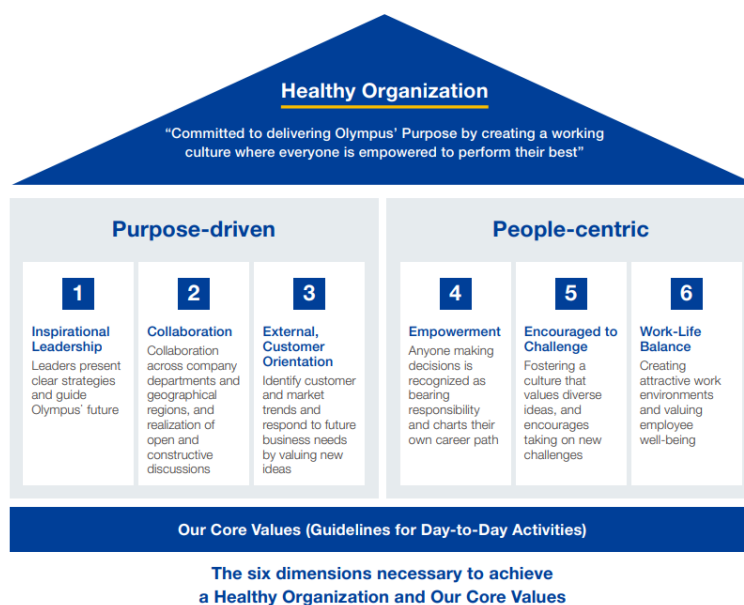 Healthy Organization
“Committed to delivering Olympus’ Purpose by creating a working
culture where everyone is empowered to perform their best”
Purpose-driven
1
Inspirational
Leadership
Leaders present
clear strategies
and guide
Olympus’ future
2
Collaboration
Collaboration
across company
departments and
geographical
regions, and
realization of
open and
constructive
discussions
3
External,
Customer
Orientation
Identify customer
and market
trends and
respond to future
business needs
by valuing new
ideas
People-centric
4
Empowerment
Anyone making
decisions is
recognized as
bearing
responsibility
and charts their
own career path
5
Encouraged to
Challenge
Fostering a
culture that
values diverse
ideas, and
encourages
taking on new
challenges
6
Work-Life
Balance
Creating
attractive work
environments
and valuing
employee
well-being
Our Core Values (Guidelines for Day-to-Day Activities)
The six dimensions necessary to achieve
a Healthy Organization and Our Core Values